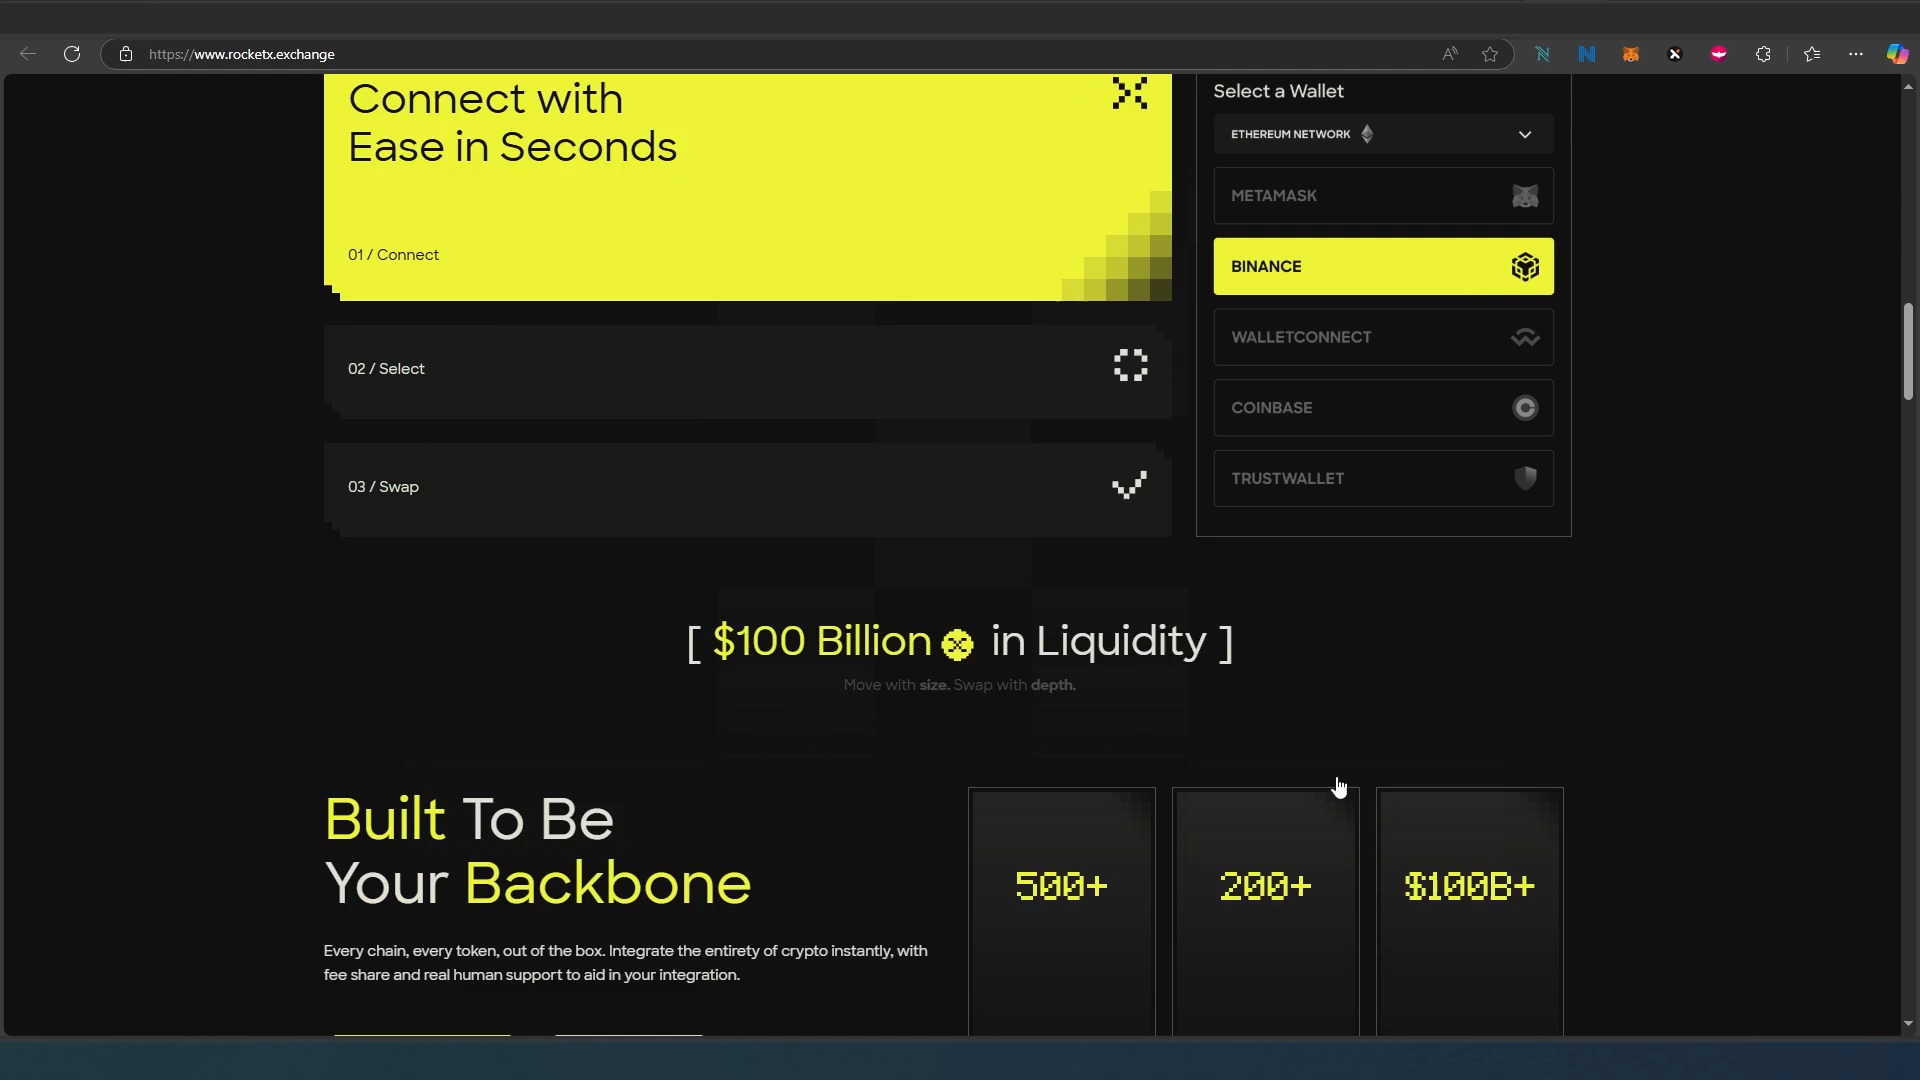 https://www.rocketx.exchange
Connect with
Ease in Seconds
01 / Connect
02 / Select
03 / Swap
Select a Wallet
ETHEREUM NETWORK
METAMASK
BINANCE
WALLETCONNECT
COINBASE
TRUSTWALLET
[ $100 Billion in Liquidity ]
Move with size. Swap with depth.
Built To Be
Your Backbone
Every chain, every token, out of the box. Integrate the entirety of crypto instantly, with
fee share and real human support to aid in your integration.
500+
200+
$100B+